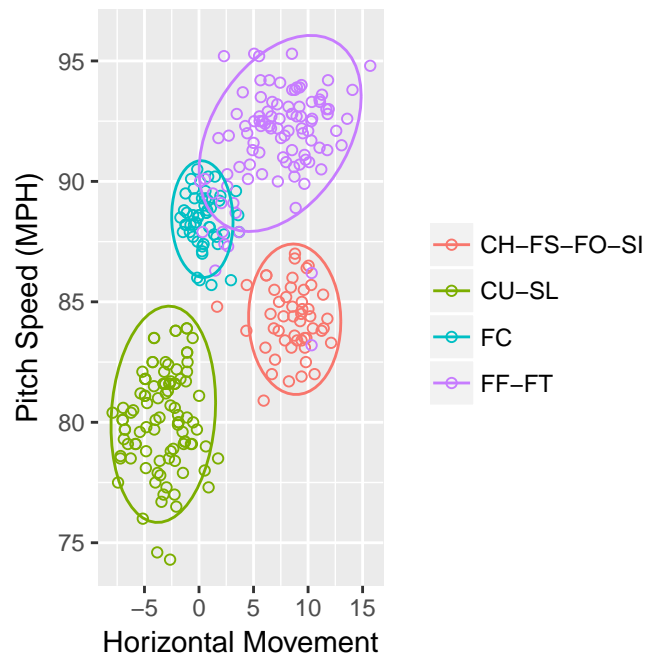 95
90
85
80
75
Pitch Speed (MPH)
−5
0
5
10
15
Horizontal Movement
CH−FS−FO−SI
CU−SL
FC
FF−FT